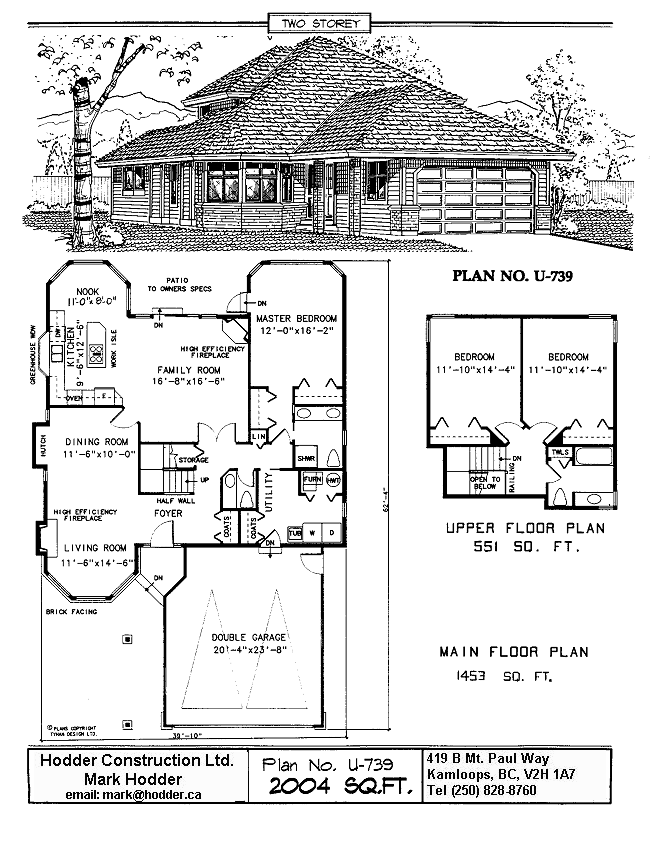 TWO STOREY
PLAN NO. U-739
NOOK
11'-0"x8'-0"
PATIO
TO OWNERS SPECS
DN
DN
MASTER BEDROOM
12'-0"x16'-2"
GREENHOUSE WDW
DW
KITCHEN
9'-6"x12'-6"
WORK ISLE
HIGH EFFICIENCY
FIREPLACE
FAMILY ROOM
16'-8"x16'-6"
OVEN
F
BEDROOM
11'-10"x14'-4"
BEDROOM
11'-10"x14'-4"
HUTCH
DINING ROOM
11'-6"x10'-0"
LIN
STORAGE
SHWR
UP
HALF WALL
UTILITY
FURN
HWT
DN
OPEN TO
BELOW
RAILING
TWLS
HIGH EFFICIENCY
FIREPLACE
FOYER
COATS
COATS
TUB
W
D
DN
62'-4"
UPPER FLOOR PLAN
551 SQ. FT.
LIVING ROOM
11'-6"x14'-6"
DN
BRICK FACING
DOUBLE GARAGE
20'-4"x23'-8"
MAIN FLOOR PLAN
1453 SQ. FT.
© PLANS COPYRIGHT
TYNAN DESIGN LTD.
39'-10"
Hodder Construction Ltd.
Mark Hodder
email: mark@hodder.ca
Plan No. U-739
2004 SQ.FT.
419 B Mt. Paul Way
Kamloops, BC, V2H 1A7
Tel (250) 828-8760